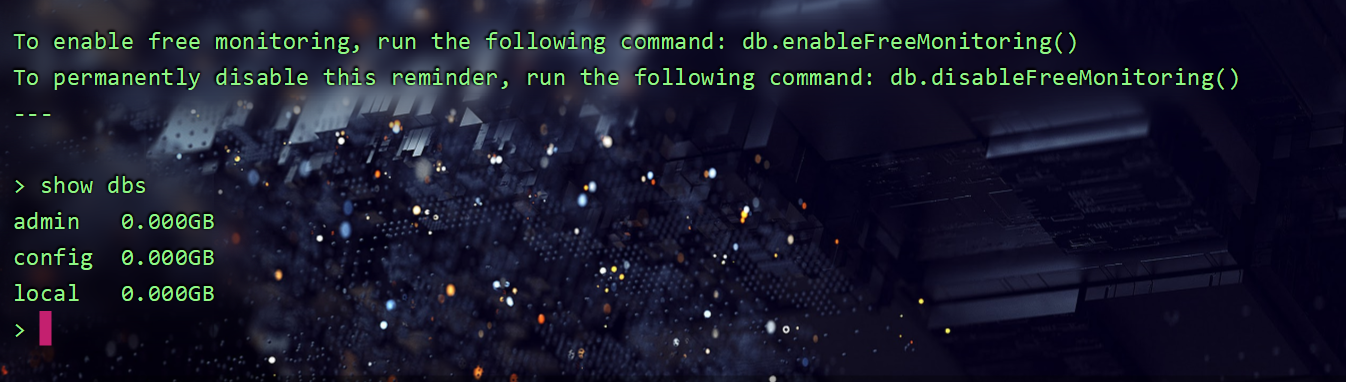 To enable free monitoring, run the following command: db.enableFreeMonitoring()
To permanently disable this reminder, run the following command: db.disableFreeMonitoring()
---
> show dbs
admin   0.000GB
config  0.000GB
local   0.000GB
>